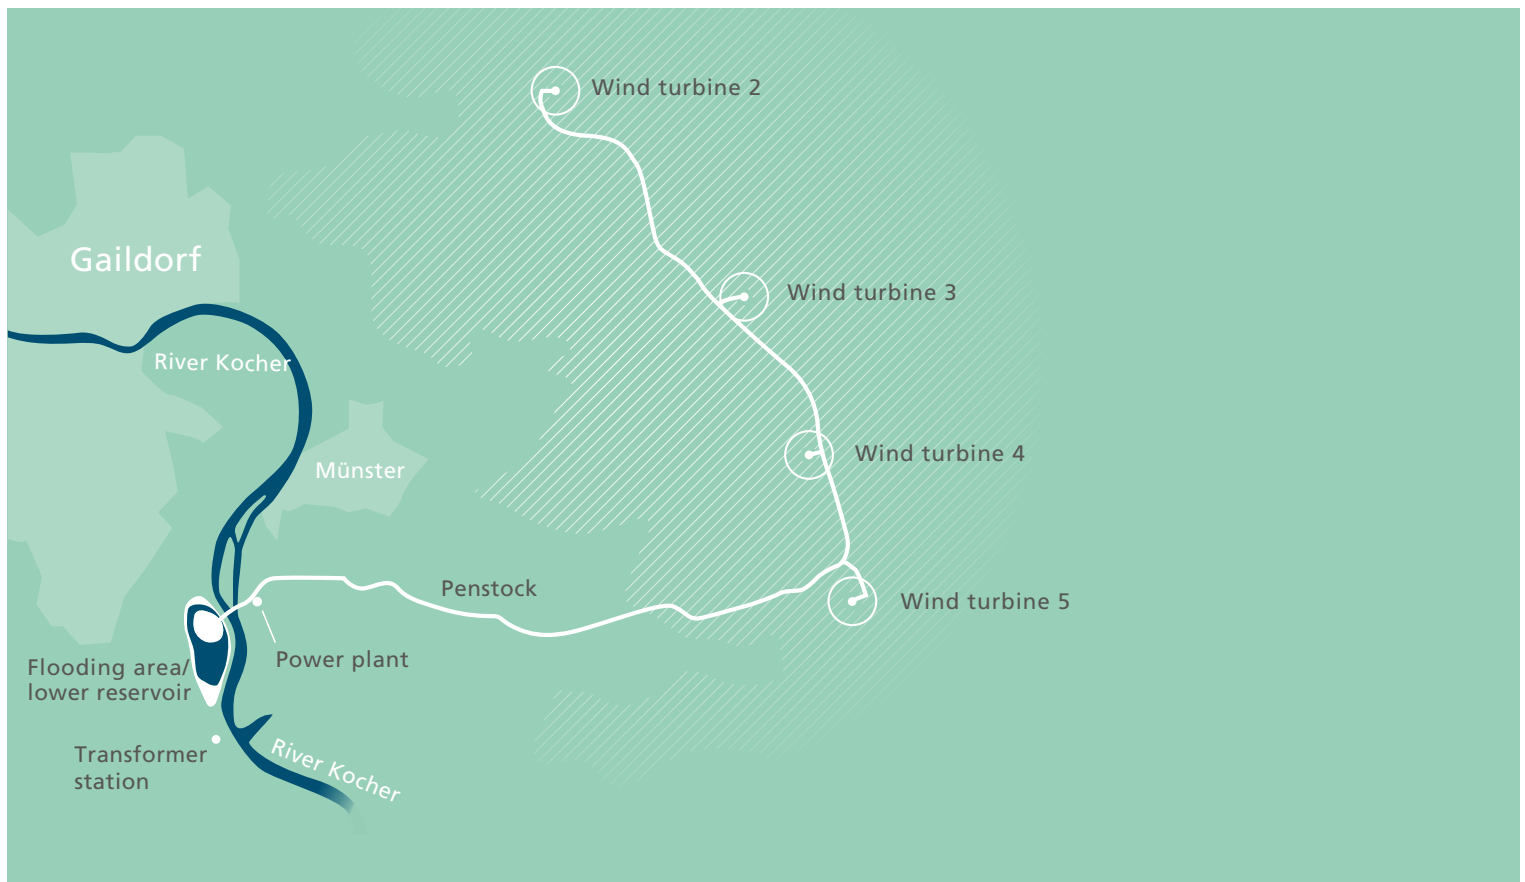 Wind turbine 2
Gaildorf
Wind turbine 3
River Kocher
Wind turbine 4
Münster
Penstock
Wind turbine 5
Power plant
Flooding area/
lower reservoir
Transformer
station
River Kocher